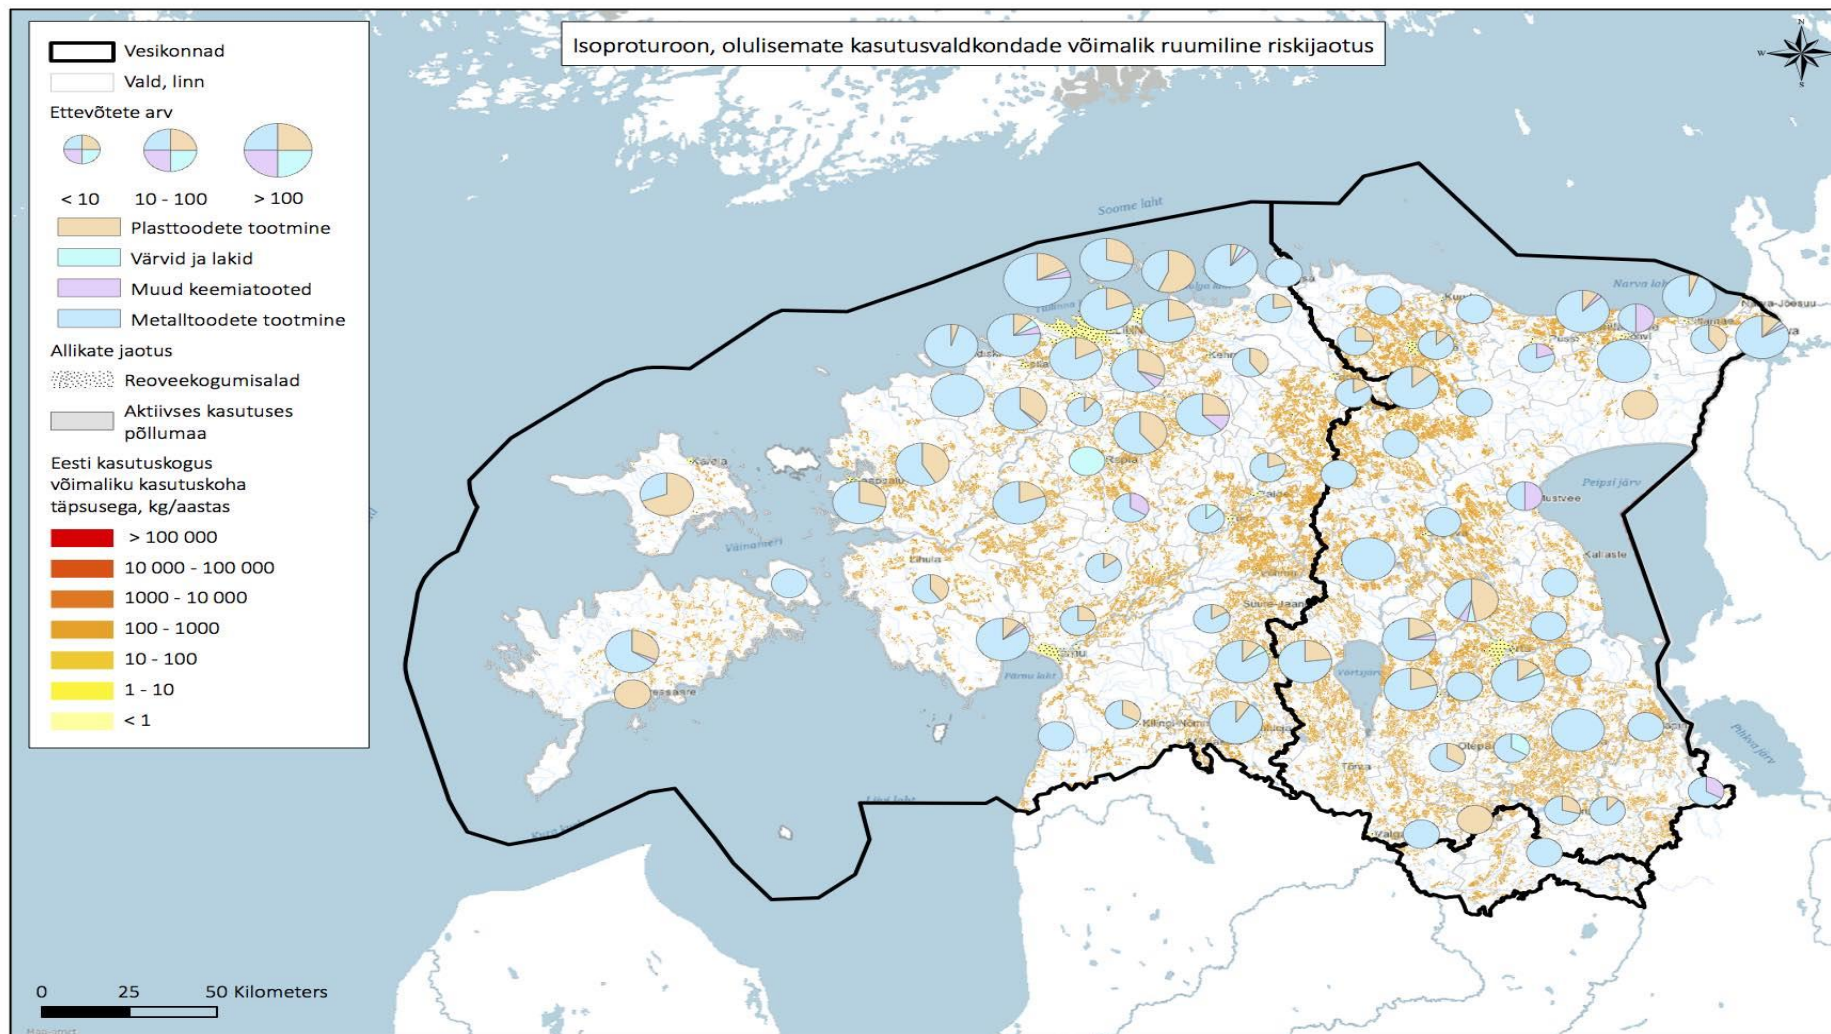 Isoproturoon, olulisemate kasutusvaldkondade võimalik ruumiline riskijaotus
N
W
S
Vesikonnad
Vald, linn
Ettevõtete arv
< 10
10 - 100
> 100
Plasttoodete tootmine
Värvid ja lakid
Muud keemiatooted
Metalltoodete tootmine
Allikate jaotus
Reoveekogumisalad
Aktiivses kasutuses
põllumaa
Eesti kasutuskogus
võimaliku kasutuskoha
täpsusega, kg/aastas
> 100 000
10 000 - 100 000
1000 - 10 000
100 - 1000
10 - 100
1 - 10
< 1
Soome laht
Narva laht
Narva-Jõesuu
Kärdla
Rapla
Peipsi järv
Väinameri
Lihula
Kallaste
Suure-Jaani
Võrtsjärv
Pärnu laht
Kilingi-Nõmme
Otepää
Tõrva
Pihkva järv
Liivi laht
Valga
0 25 50 Kilometers